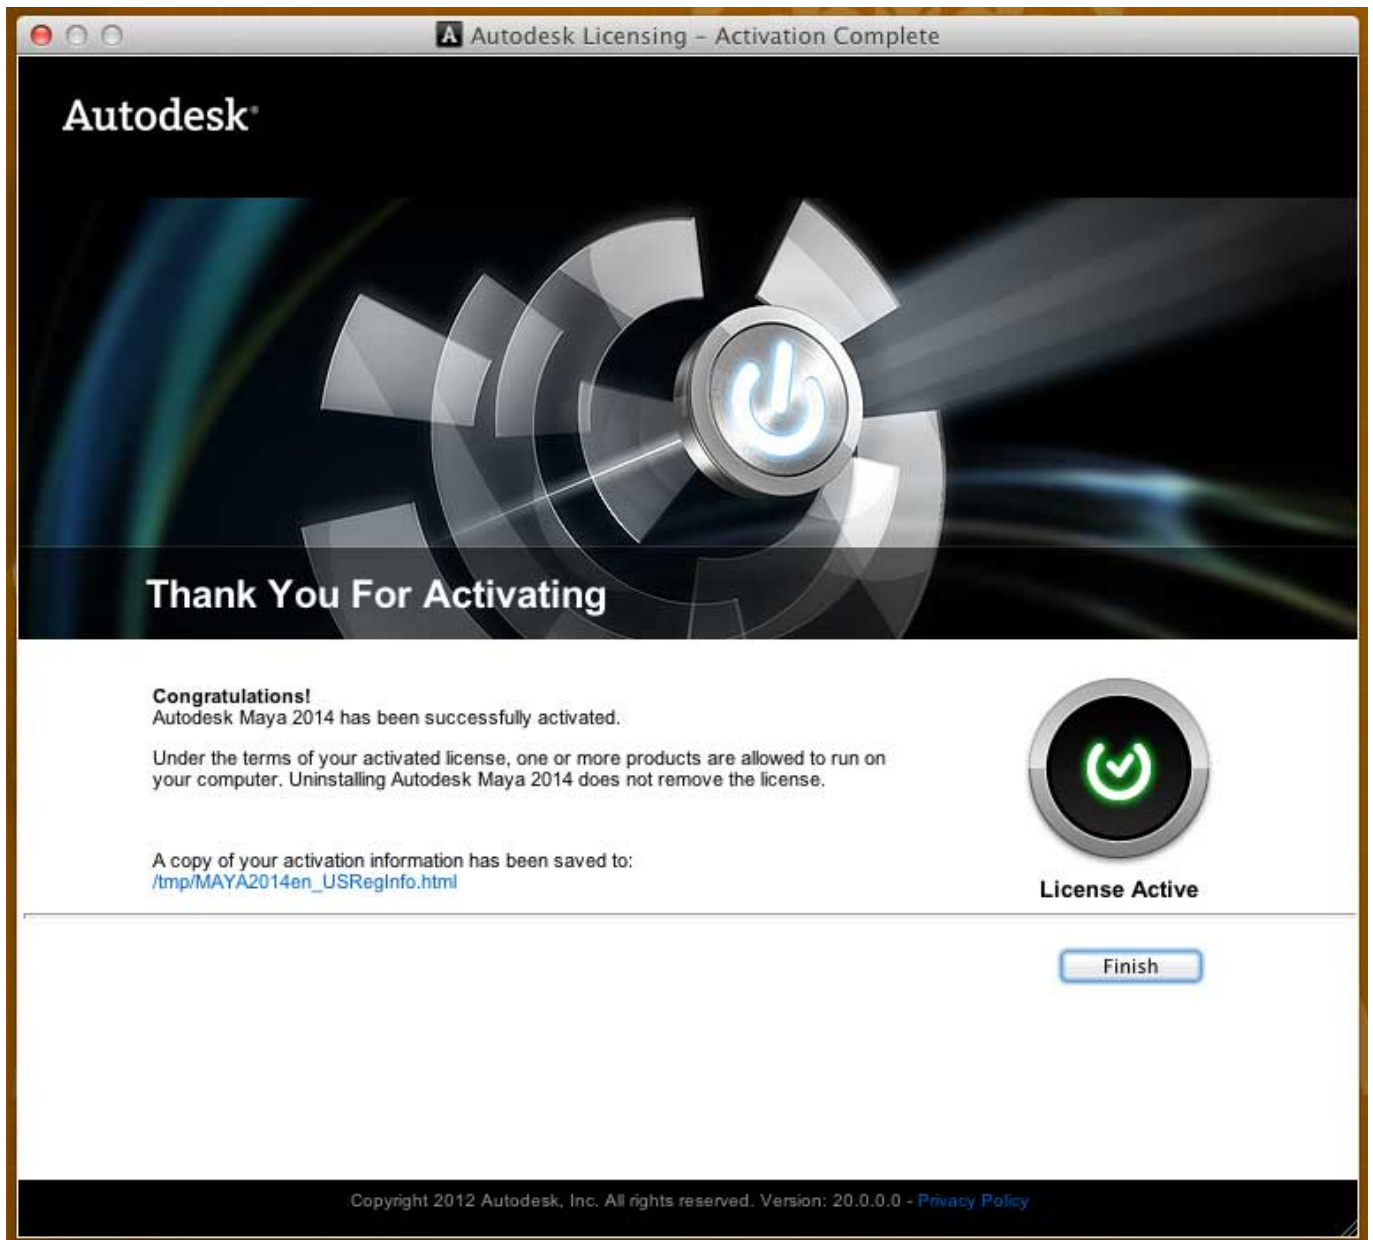 Autodesk Licensing – Activation Complete
Autodesk®
Thank You For Activating
Congratulations!
Autodesk Maya 2014 has been successfully activated.
Under the terms of your activated license, one or more products are allowed to run on
your computer. Uninstalling Autodesk Maya 2014 does not remove the license.
A copy of your activation information has been saved to:
/tmp/MAYA2014en_USRegInfo.html
License Active
Finish
Copyright 2012 Autodesk, Inc. All rights reserved. Version: 20.0.0.0 - Privacy Policy